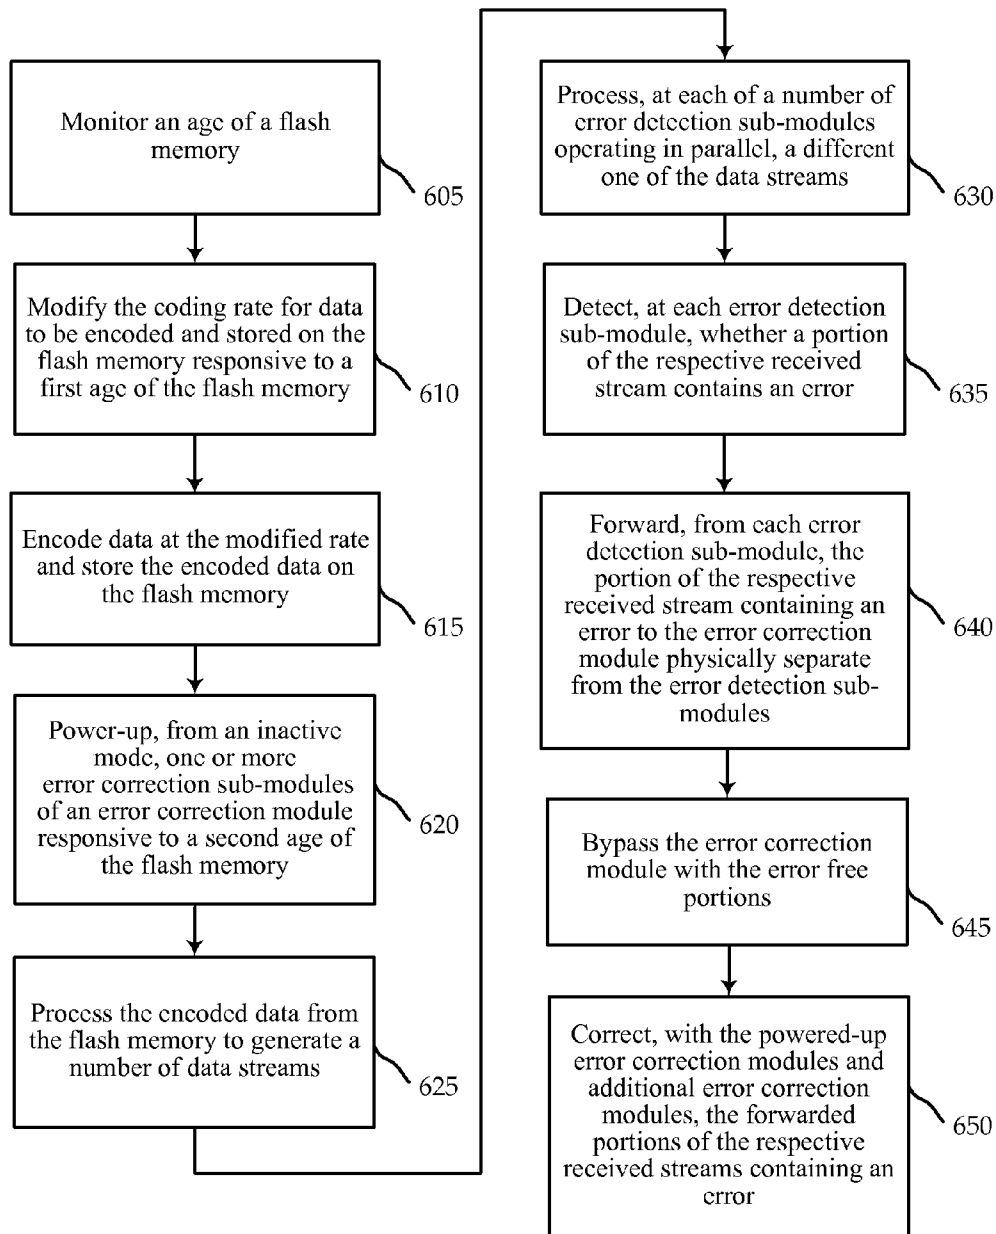 Monitor an age of a flash
memory
605
Modify the coding rate for data
to be encoded and stored on the
flash memory responsive to a
first age of the flash memory
610
Encode data at the modified rate
and store the encoded data on
the flash memory
615
Power-up, from an inactive
mode, one or more
error correction sub-modules
of an error correction module
responsive to a second age of
the flash memory
620
Process the encoded data from
the flash memory to generate a
number of data streams
625
Process, at each of a number of
error detection sub-modules
operating in parallel, a different
one of the data streams
630
Detect, at each error detection
sub-module, whether a portion
of the respective received
stream contains an error
635
Forward, from each error
detection sub-module, the
portion of the respective
received stream containing an
error to the error correction
module physically separate
from the error detection sub-
modules
640
Bypass the error correction
module with the error free
portions
645
Correct, with the powered-up
error correction modules and
additional error correction
modules, the forwarded
portions of the respective
received streams containing an
error
650